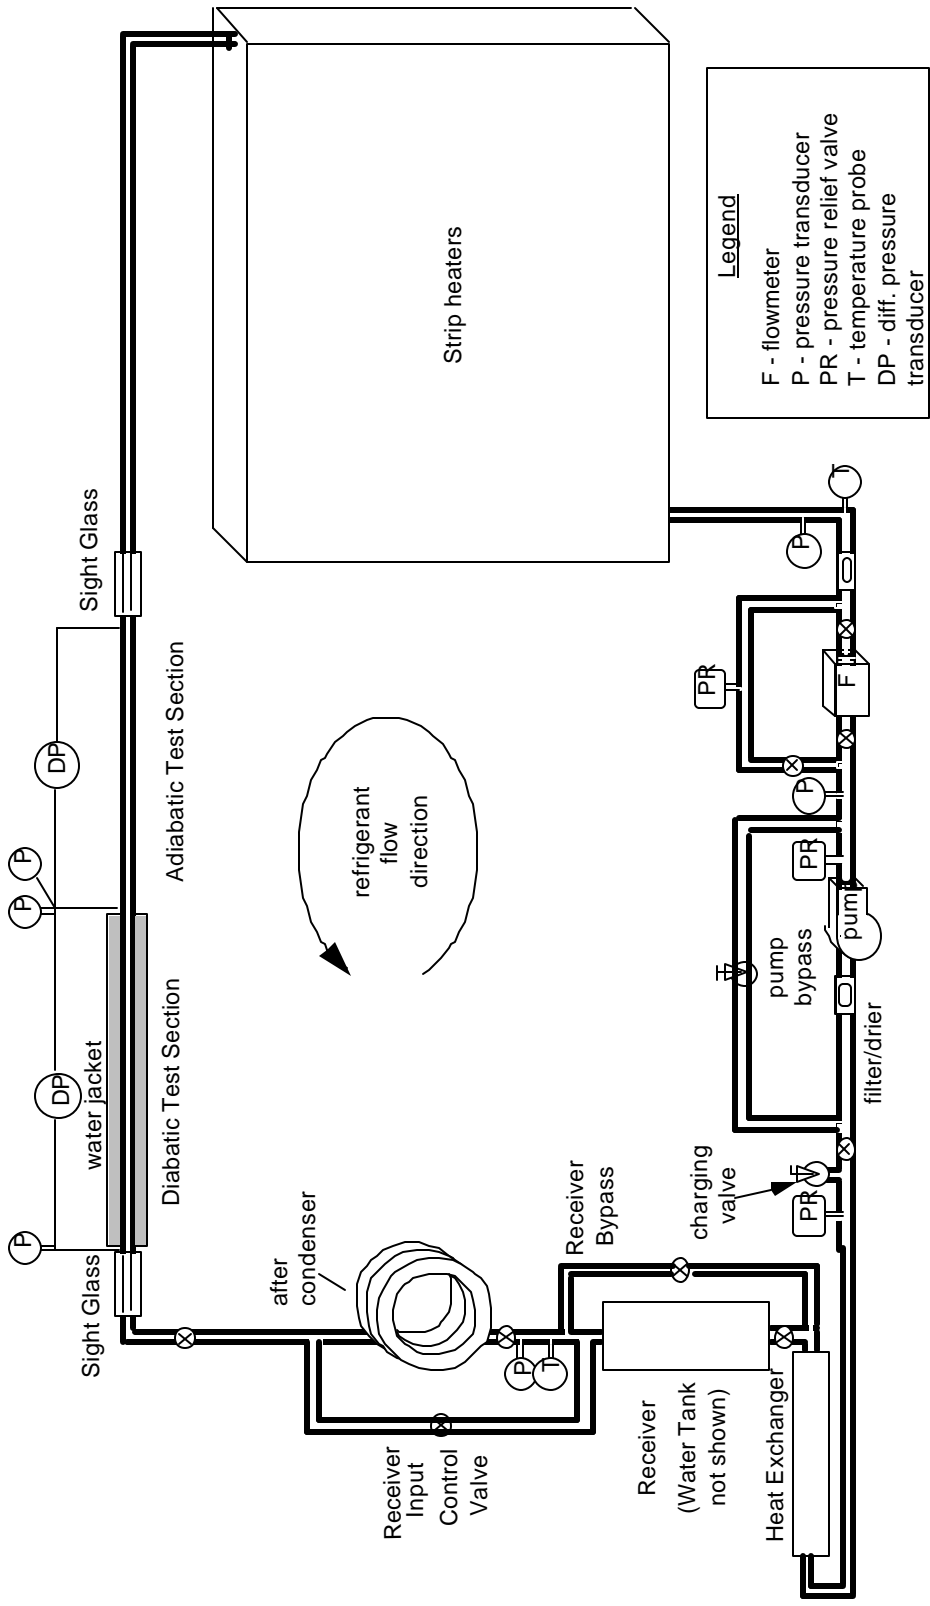 P
P
P
DP
DP
Sight Glass
water jacket
Sight Glass
Diabatic Test Section
Adiabatic Test Section
after
condenser
refrigerant
flow
direction
Strip heaters
Receiver
Input
Control
Valve
P
T
Receiver
Bypass
Receiver
(Water Tank
not shown)
Heat Exchanger
charging
valve
PR
pump
bypass
pum
filter/drier
PR
P
PR
F
P
T
Legend
F - flowmeter
P - pressure transducer
PR - pressure relief valve
T - temperature probe
DP - diff. pressure
transducer